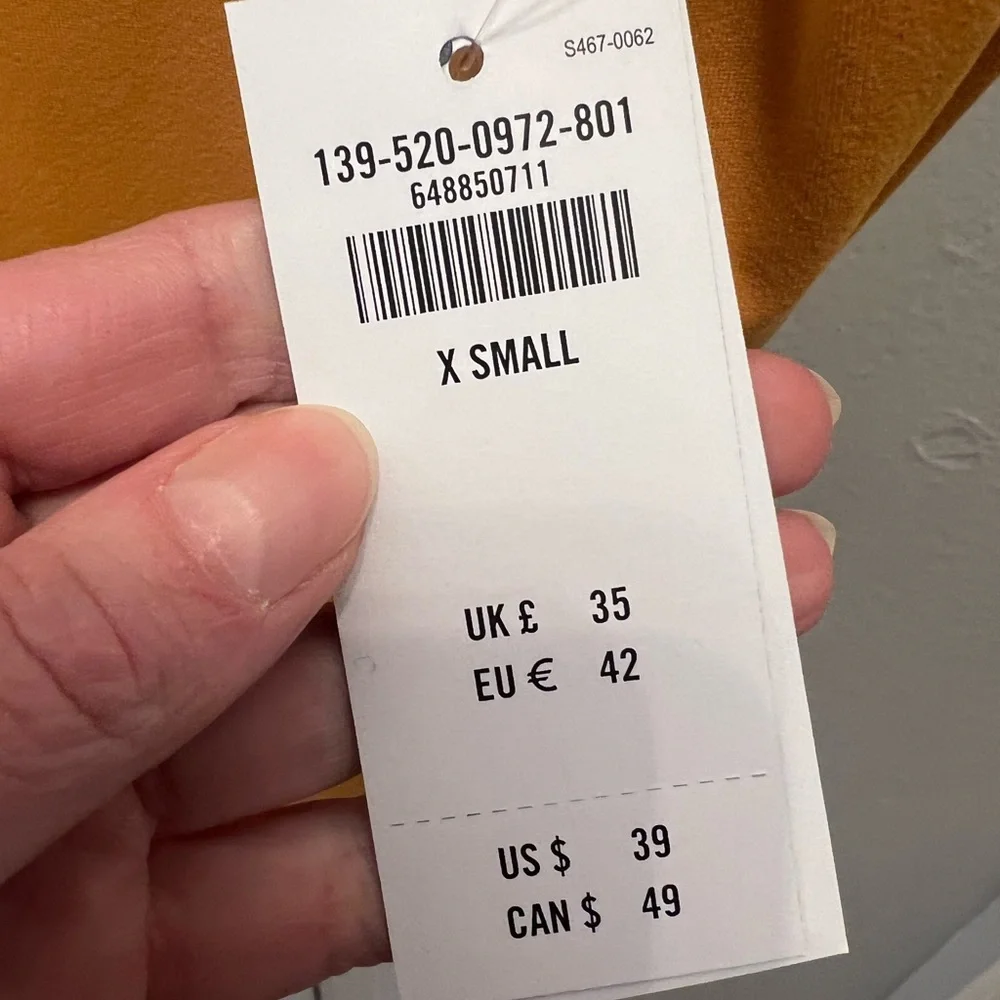 S467-0062
139-520-0972-801
648850711
X SMALL
UK £ 35
EU € 42
US $ 39
CAN $ 49